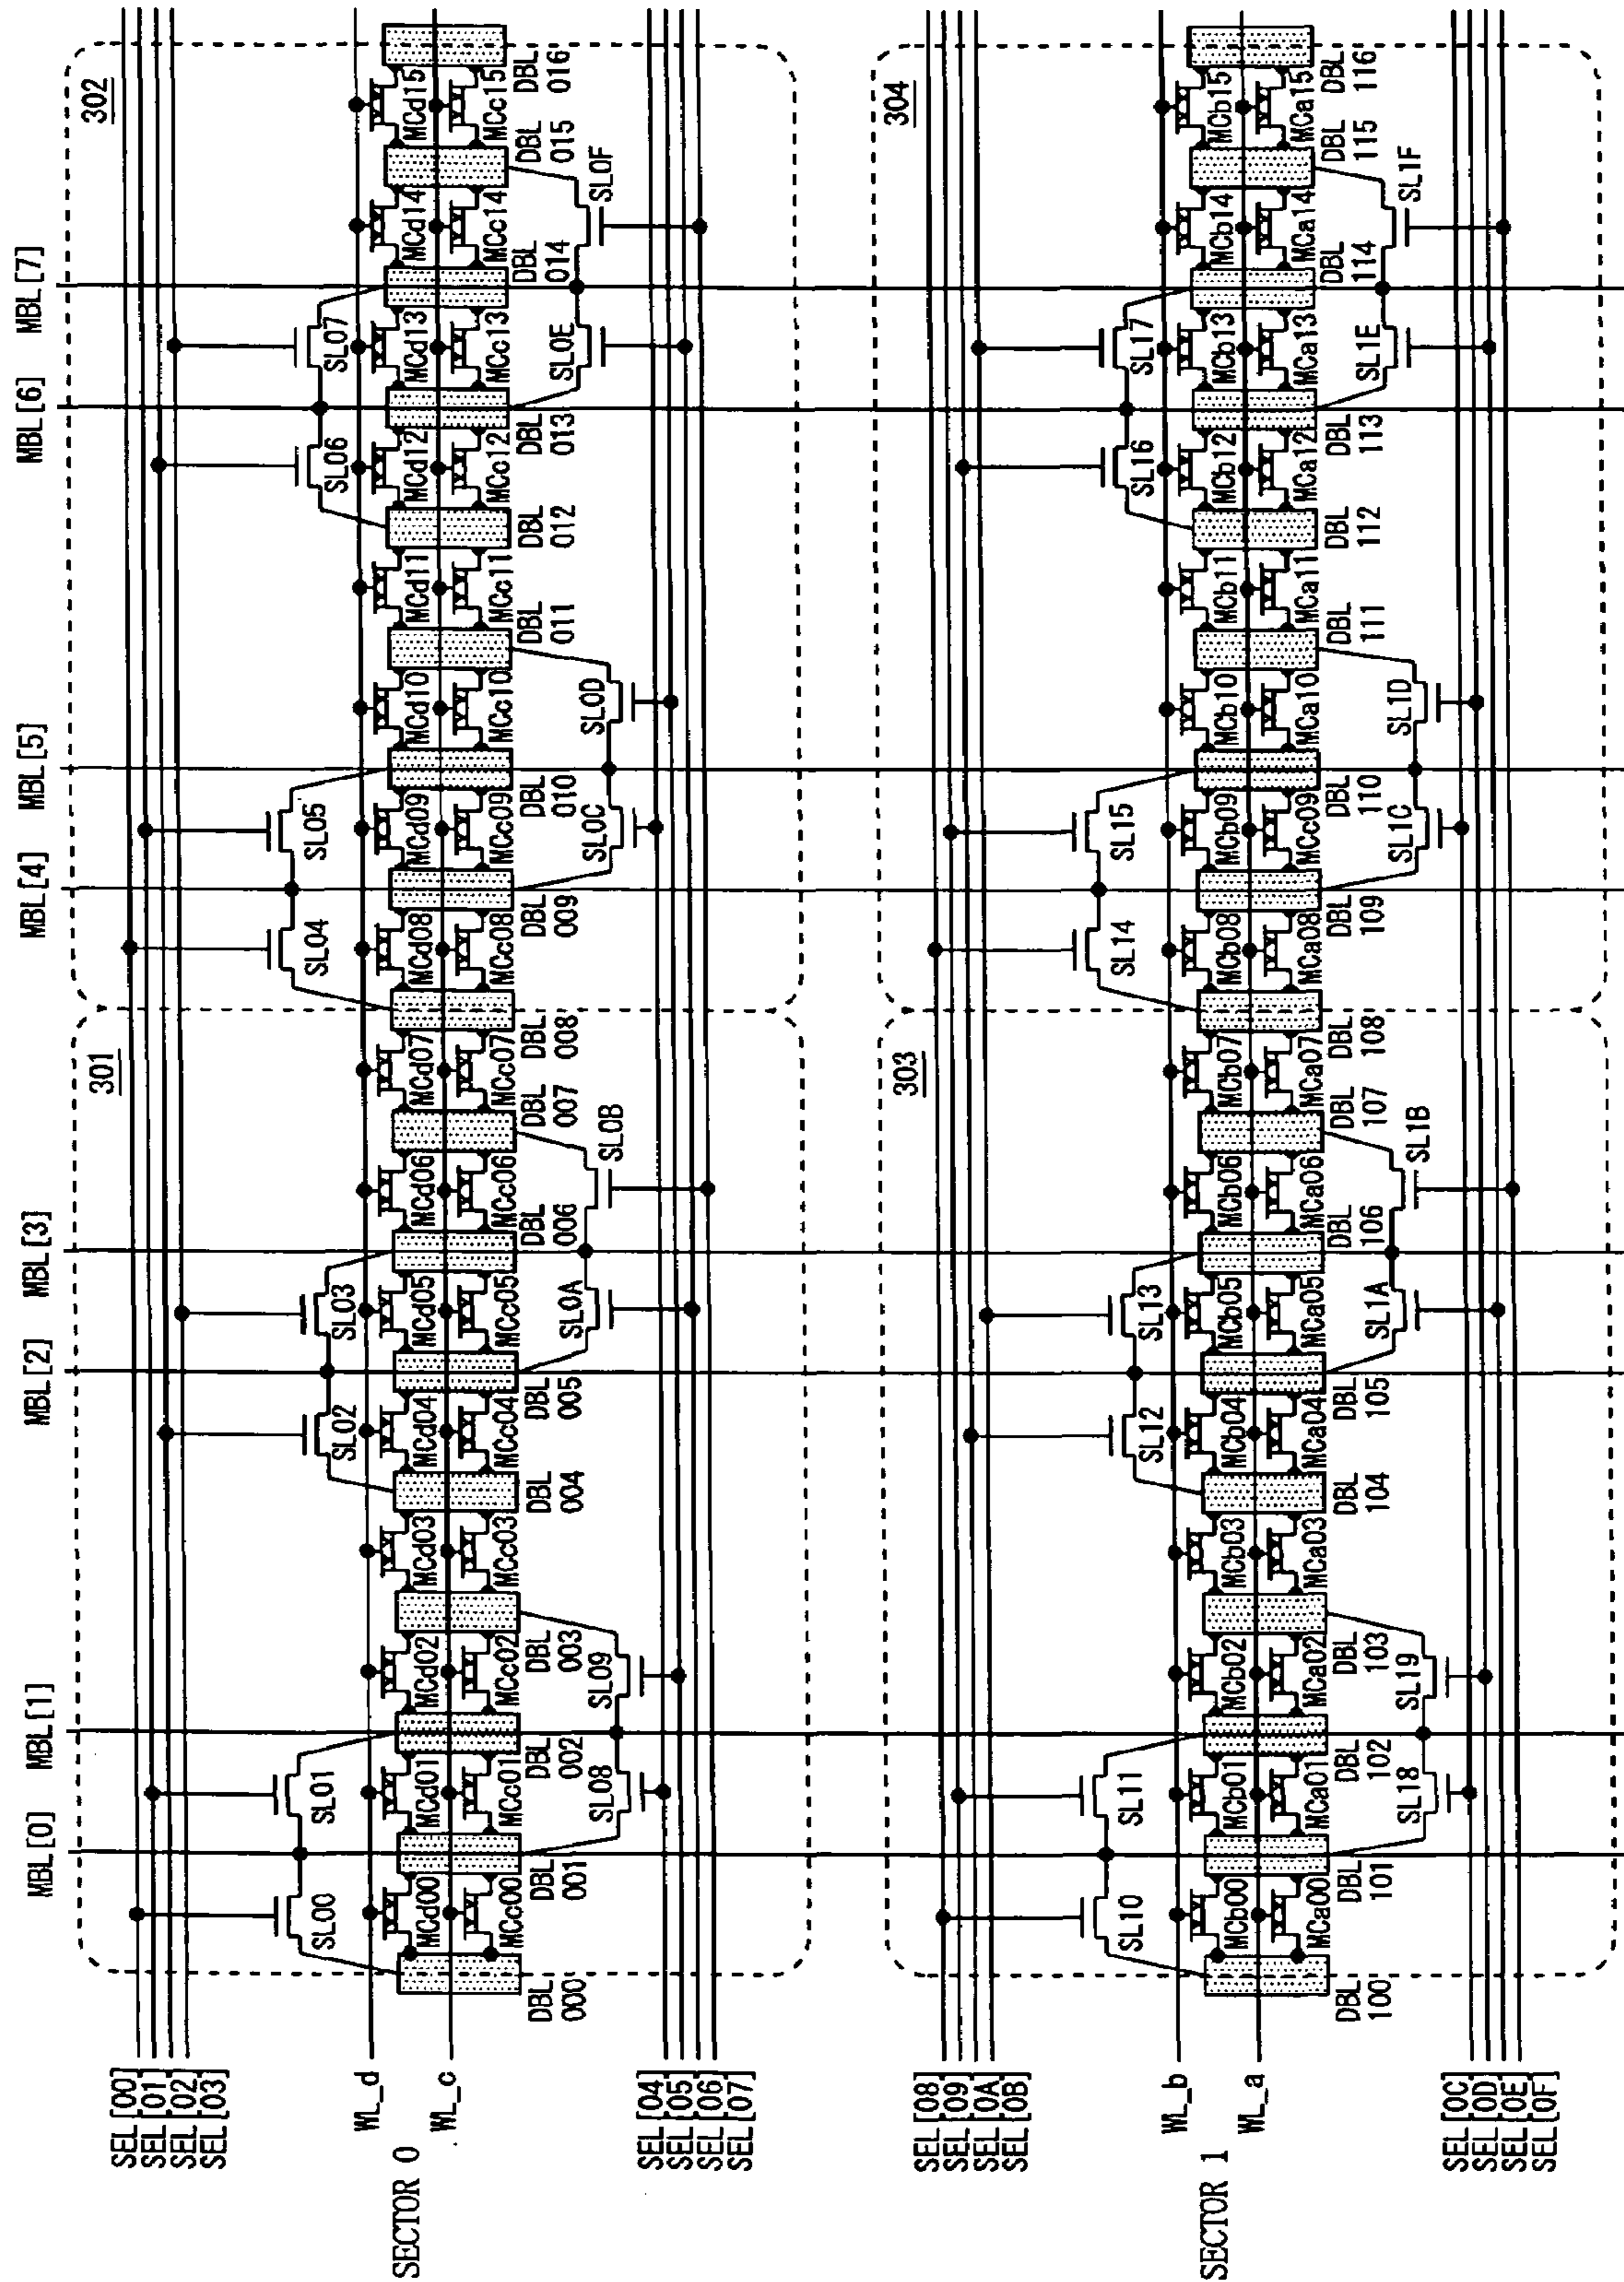 MBL[0] MBL[1] MBL[2] MBL[3] MBL[4] MBL[5] MBL[6] MBL[7]
301 302
SEL[00]
SEL[01]
SEL[02]
SEL[03]
SL00 SL01 SL02 SL03 SL04 SL05 SL06 SL07
WL_d
MCd00 MCd01 MCd02 MCd03 MCd04 MCd05 MCd06 MCd07 MCd08 MCd09 MCd10 MCd11 MCd12 MCd13 MCd14 MCd15
SECTOR 0
WL_c
MCc00 MCc01 MCc02 MCc03 MCc04 MCc05 MCc06 MCc07 MCc08 MCc09 MCc10 MCc11 MCc12 MCc13 MCc14 MCc15
DBL DBL DBL DBL DBL DBL DBL DBL DBL DBL DBL DBL DBL DBL DBL DBL DBL
000 001 002 003 004 005 006 007 008 009 010 011 012 013 014 015 016
SL08 SL09 SL0A SL0B SL0C SL0D SL0E SL0F
SEL[04]
SEL[05]
SEL[06]
SEL[07]
303 304
SEL[08]
SEL[09]
SEL[0A]
SEL[0B]
SL10 SL11 SL12 SL13 SL14 SL15 SL16 SL17
WL_b
MCb00 MCb01 MCb02 MCb03 MCb04 MCb05 MCb06 MCb07 MCb08 MCb09 MCb10 MCb11 MCb12 MCb13 MCb14 MCb15
SECTOR 1
WL_a
MCa00 MCa01 MCa02 MCa03 MCa04 MCa05 MCa06 MCa07 MCa08 MCc09 MCa10 MCa11 MCa12 MCa13 MCa14 MCa15
DBL DBL DBL DBL DBL DBL DBL DBL DBL DBL DBL DBL DBL DBL DBL DBL DBL
100 101 102 103 104 105 106 107 108 109 110 111 112 113 114 115 116
SL18 SL19 SL1A SL1B SL1C SL1D SL1E SL1F
SEL[0C]
SEL[0D]
SEL[0E]
SEL[0F]